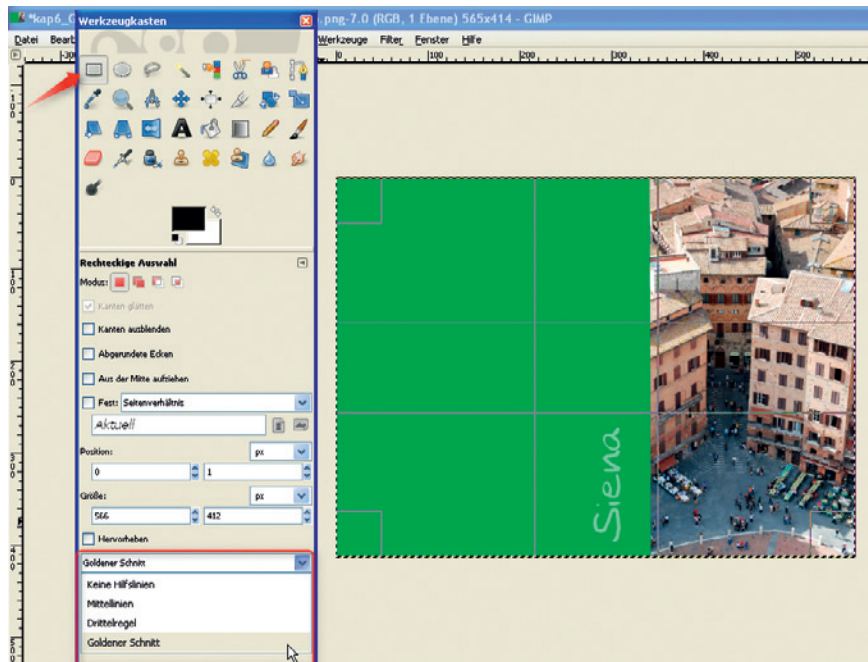 *kap6_G
.png-7.0 (RGB, 1 Ebene) 565x414 - GIMP
Werkzeugkasten
Datei Bearb
Werkzeuge Filter Fenster Hilfe
0 100 200 300 400 500
Rechteckige Auswahl
Modus:
Kanten glätten
Kanten ausblenden
Abgerundete Ecken
Aus der Mitte aufziehen
Fest: Seitenverhältnis
Aktuell
Position: px
0 1
Größe: px
566 412
Hervorheben
Goldener Schnitt
Keine Hilfslinien
Mittellinien
Drittelregel
Goldener Schnitt
Siena